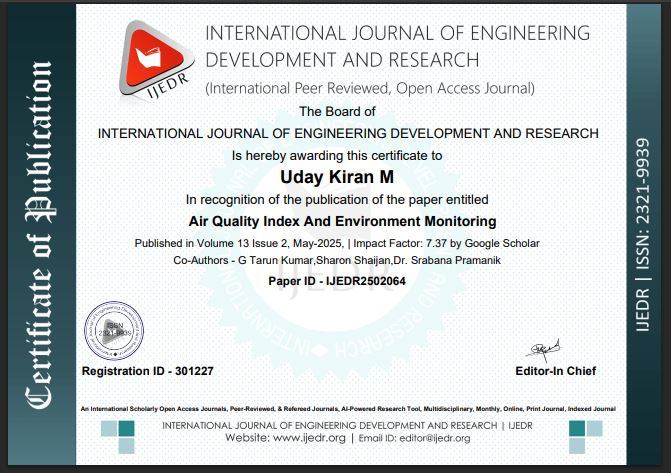 Certificate of Publication
IJEDR
INTERNATIONAL JOURNAL OF ENGINEERING
DEVELOPMENT AND RESEARCH
(International Peer Reviewed, Open Access Journal)
The Board of
INTERNATIONAL JOURNAL OF ENGINEERING DEVELOPMENT AND RESEARCH
Is hereby awarding this certificate to
Uday Kiran M
In recognition of the publication of the paper entitled
Air Quality Index And Environment Monitoring
Published in Volume 13 Issue 2, May-2025, | Impact Factor: 7.37 by Google Scholar
Co-Authors - G Tarun Kumar,Sharon Shaijan,Dr. Srabana Pramanik
Paper ID - IJEDR2502064
IJEDR
AND RESEARCH
INTERNATIONAL
ISSN
2321-9939
Registration ID - 301227
Editor-In Chief
An International Scholarly Open Access Journals, Peer-Reviewed, & Refereed Journals, AI-Powered Research Tool, Multidisciplinary, Monthly, Online, Print Journal, Indexed Journal
INTERNATIONAL JOURNAL OF ENGINEERING DEVELOPMENT AND RESEARCH | IJEDR
Website: www.ijedr.org | Email ID: editor@ijedr.org
IJEDR | ISSN: 2321-9939